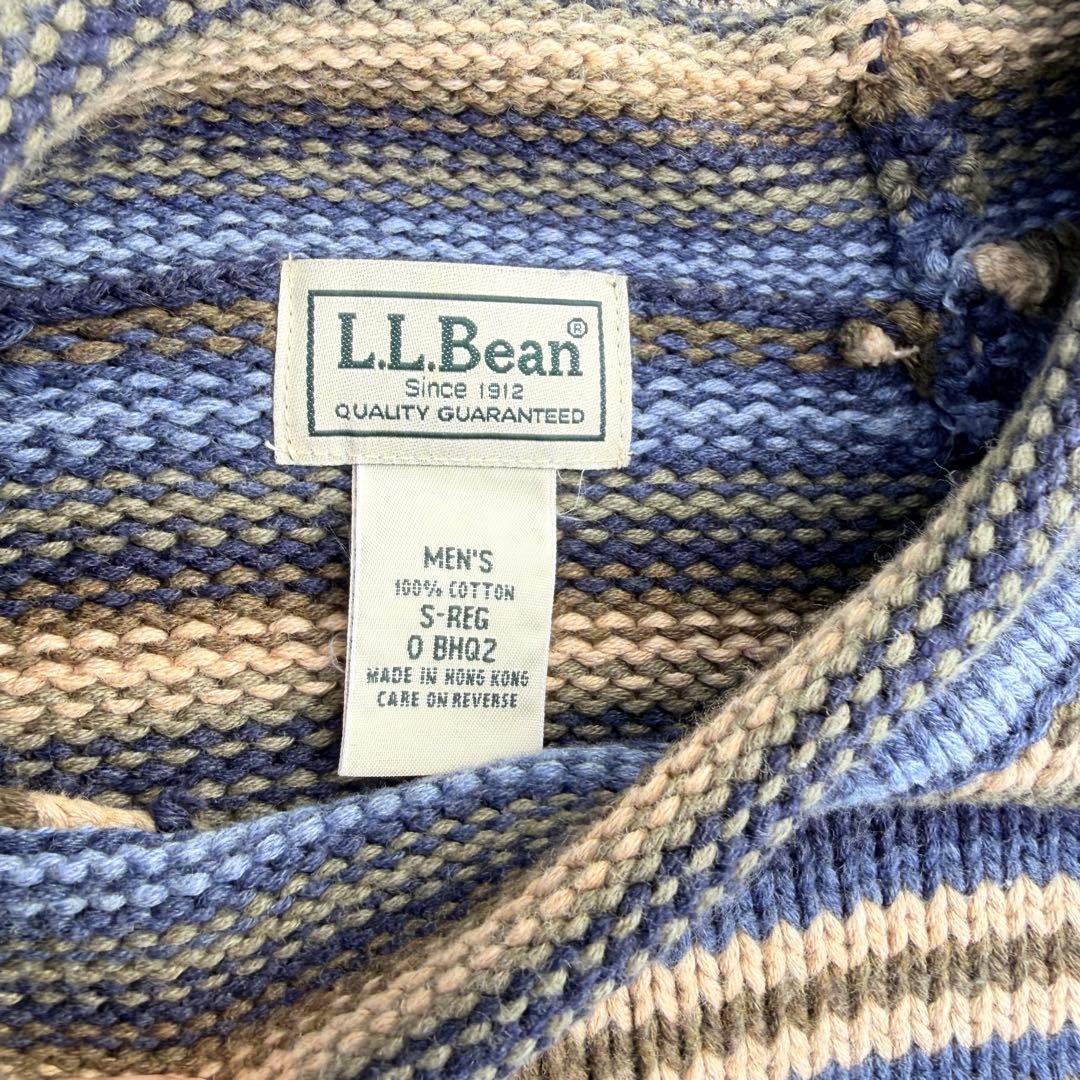 L.L.Bean®
Since 1912
QUALITY GUARANTEED
MEN'S
100% COTTON
S-REG
0 BHQ2
MADE IN HONG KONG
CARE ON REVERSE